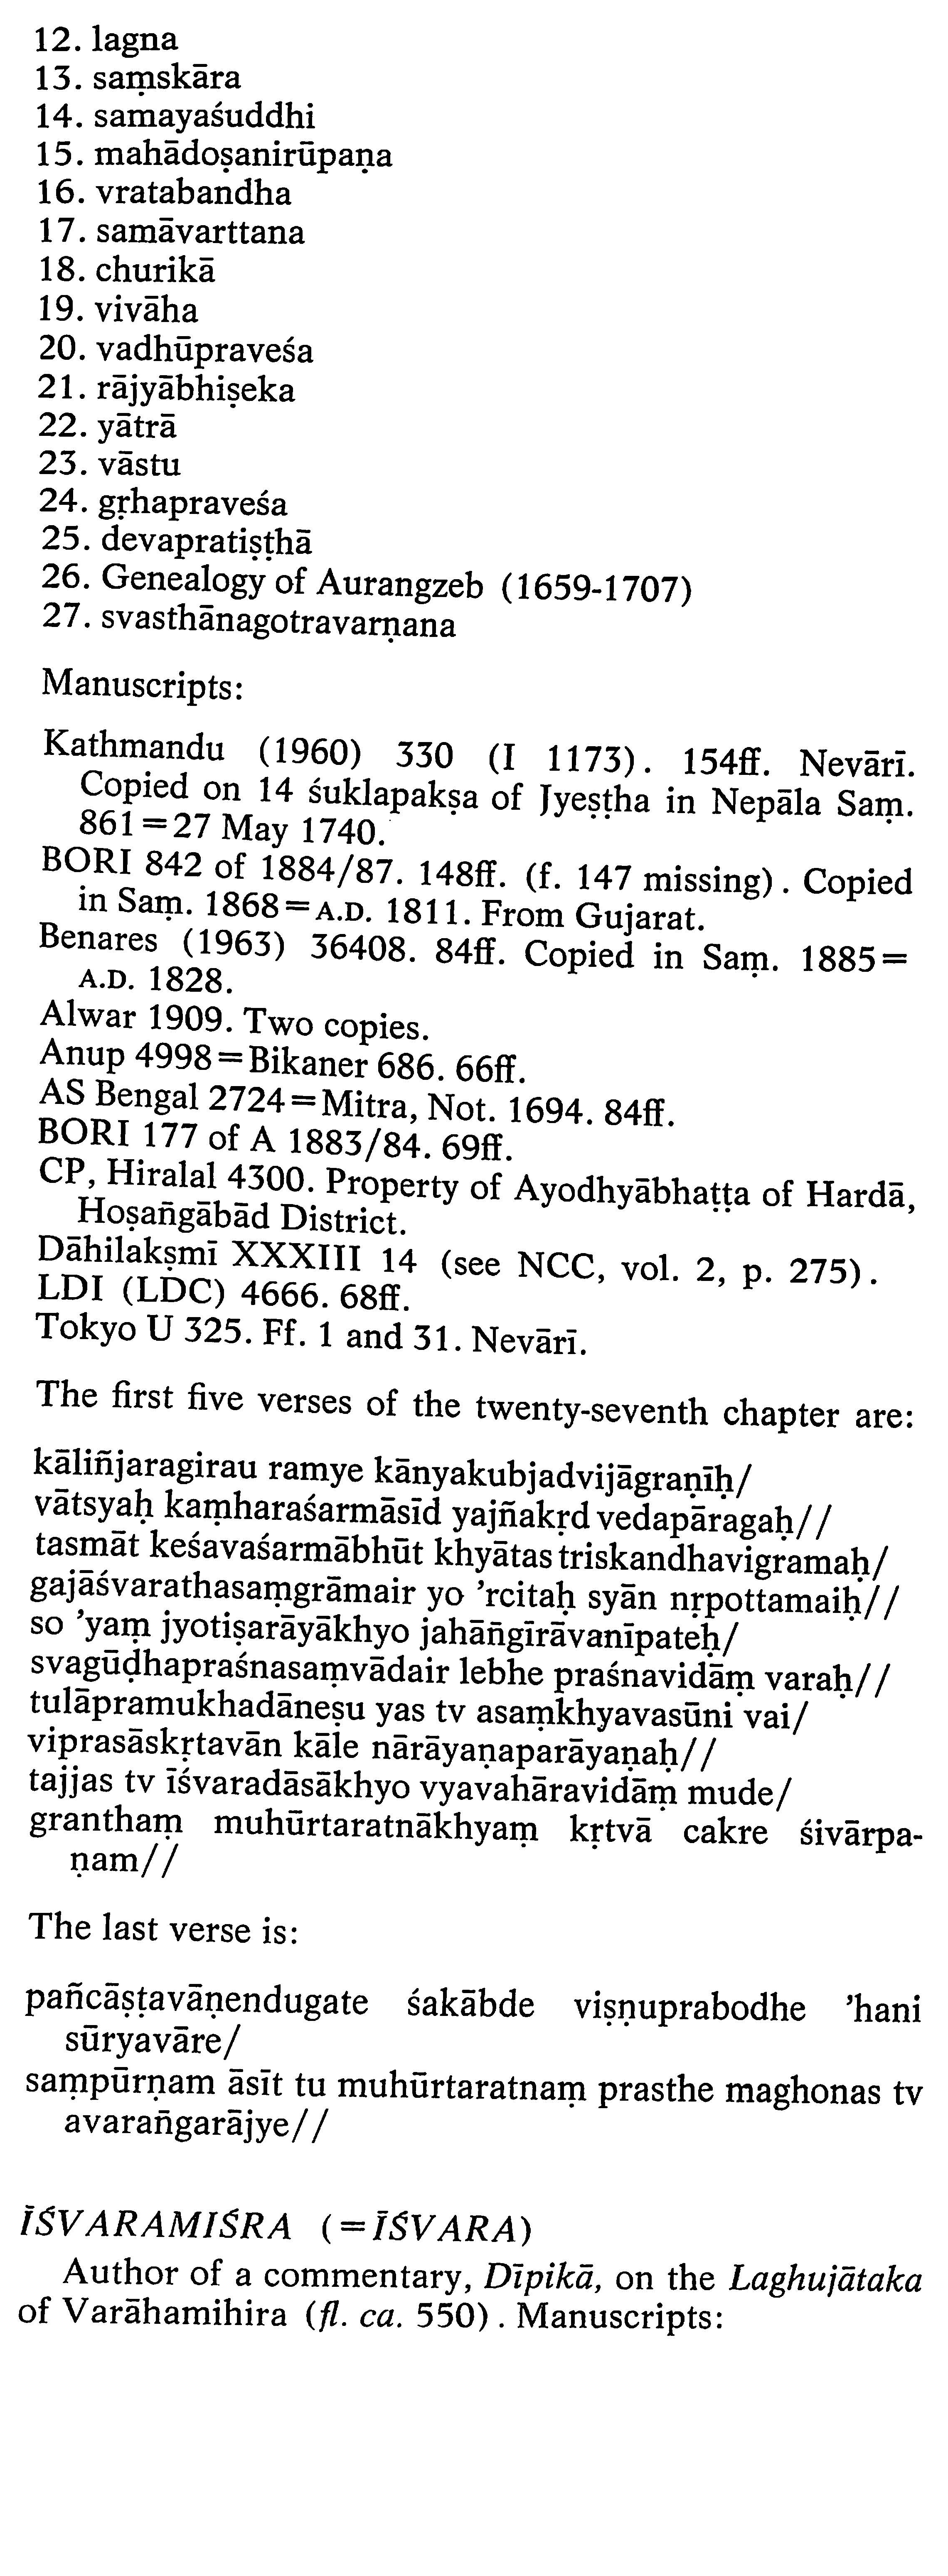 12. lagna
13. saṃskāra
14. samayaśuddhi
15. mahādoṣanirūpaṇa
16. vratabandha
17. samāvarttana
18. churikā
19. vivāha
20. vadhūpraveśa
21. rājyābhiṣeka
22. yātrā
23. vāstu
24. gṛhapraveśa
25. devapratiṣṭhā
26. Genealogy of Aurangzeb (1659-1707)
27. svasthānagotravarṇana
Manuscripts:
Kathmandu (1960) 330 (I 1173). 154ff. Nevārī.
Copied on 14 śuklapakṣa of Jyeṣṭha in Nepāla Saṃ.
861=27 May 1740.
BORI 842 of 1884/87. 148ff. (f. 147 missing). Copied
in Saṃ. 1868=A.D. 1811. From Gujarat.
Benares (1963) 36408. 84ff. Copied in Saṃ. 1885=
A.D. 1828.
Alwar 1909. Two copies.
Anup 4998=Bikaner 686. 66ff.
AS Bengal 2724=Mitra, Not. 1694. 84ff.
BORI 177 of A 1883/84. 69ff.
CP, Hiralal 4300. Property of Ayodhyābhaṭṭa of Hardā,
Hoṣan̄gābād District.
Dāhilakṣmī XXXIII 14 (see NCC, vol. 2, p. 275).
LDI (LDC) 4666. 68ff.
Tokyo U 325. Ff. 1 and 31. Nevārī.
The first five verses of the twenty-seventh chapter are:
kāliñjaragirau ramye kānyakubjadvijāgraṇīḥ/
vātsyaḥ kaṃharaśarmāsīd yajñakṛd vedapāragaḥ//
tasmāt keśavaśarmābhūt khyātas triskandhavigramaḥ/
gajāśvarathasaṃgrāmair yo ’rcitaḥ syān nṛpottamaiḥ//
so ’yaṃ jyotiṣarāyākhyo jahān̄gīrāvanīpateḥ/
svagūḍhapraśnasaṃvādair lebhe praśnavidāṃ varaḥ//
tulāpramukhadāneṣu yas tv asaṃkhyavasūni vai/
viprasāskṛtavān kāle nārāyaṇaparāyaṇaḥ//
tajjas tv īśvaradāsākhyo vyavahāravidāṃ mude/
granthaṃ muhūrtaratnākhyaṃ kṛtvā cakre śivārpa-
ṇam//
The last verse is:
pañcāṣṭavāṇendugate śakābde viṣṇuprabodhe ’hani
sūryavāre/
saṃpūrṇam āsīt tu muhūrtaratnaṃ prasthe maghonas tv
avaran̄garājye//
ĪŚVARAMIŚRA (=ĪŚVARA)
Author of a commentary, Dīpikā, on the Laghujātaka
of Varāhamihira (fl. ca. 550). Manuscripts: